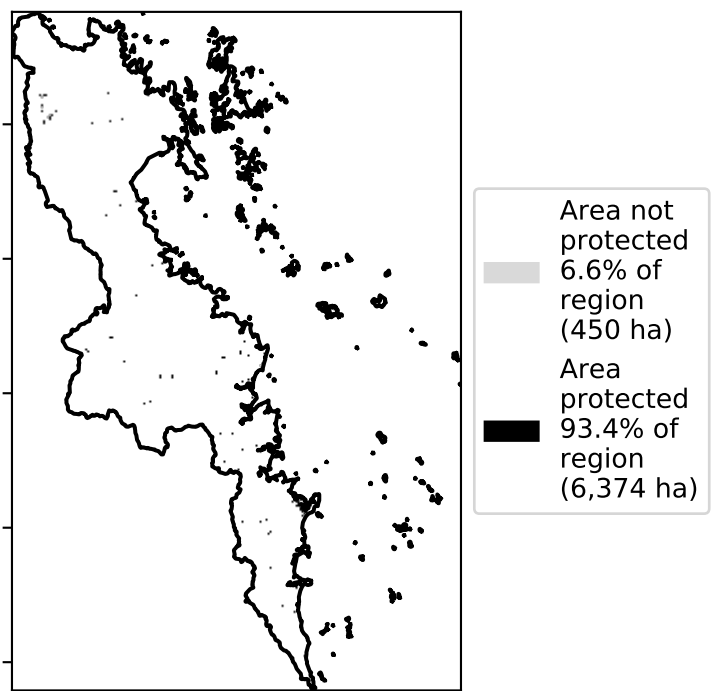 Area not
protected
6.6% of
region
(450 ha)
Area
protected
93.4% of
region
(6,374 ha)